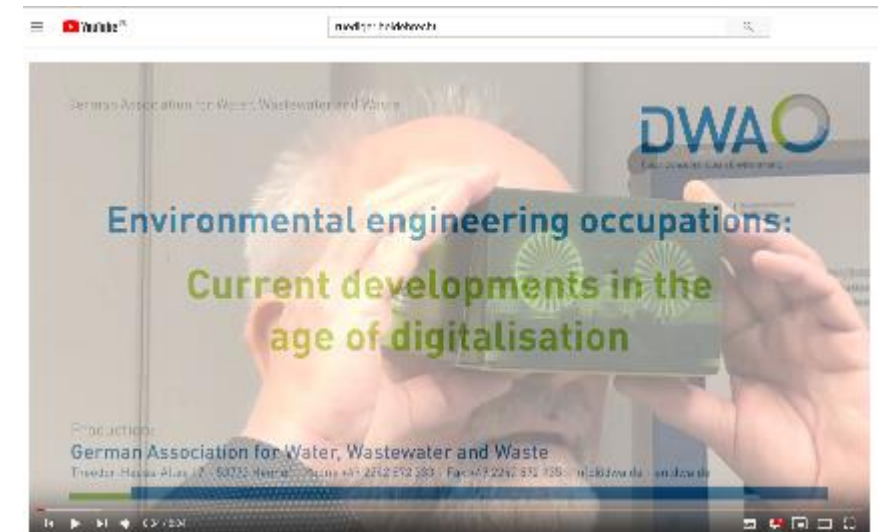 YouTube
German Association for Water, Wastewater and Waste
DWA
Environmental engineering occupations:
Current developments in the
age of digitalisation
Production:
German Association for Water, Wastewater and Waste